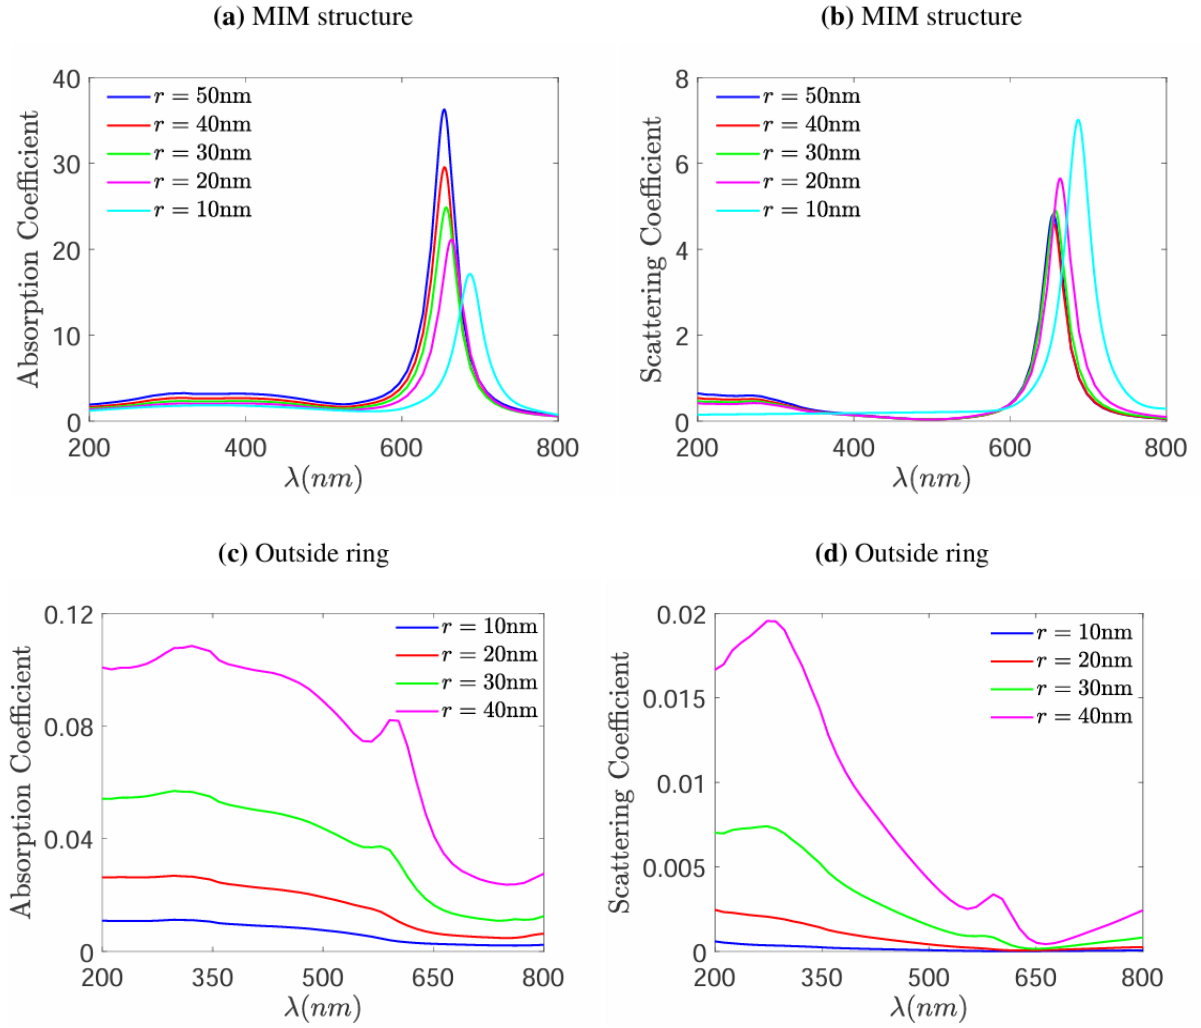 (a) MIM structure
40
30
20
10
0
200 400 600 800
Absorption Coefficient
λ(nm)
r = 50nm
r = 40nm
r = 30nm
r = 20nm
r = 10nm
(b) MIM structure
8
6
4
2
0
200 400 600 800
Scattering Coefficient
λ(nm)
r = 50nm
r = 40nm
r = 30nm
r = 20nm
r = 10nm
(c) Outside ring
0.12
0.08
0.04
0
200 350 500 650 800
Absorption Coefficient
λ(nm)
r = 10nm
r = 20nm
r = 30nm
r = 40nm
(d) Outside ring
0.02
0.015
0.01
0.005
0
200 350 500 650 800
Scattering Coefficient
λ(nm)
r = 10nm
r = 20nm
r = 30nm
r = 40nm